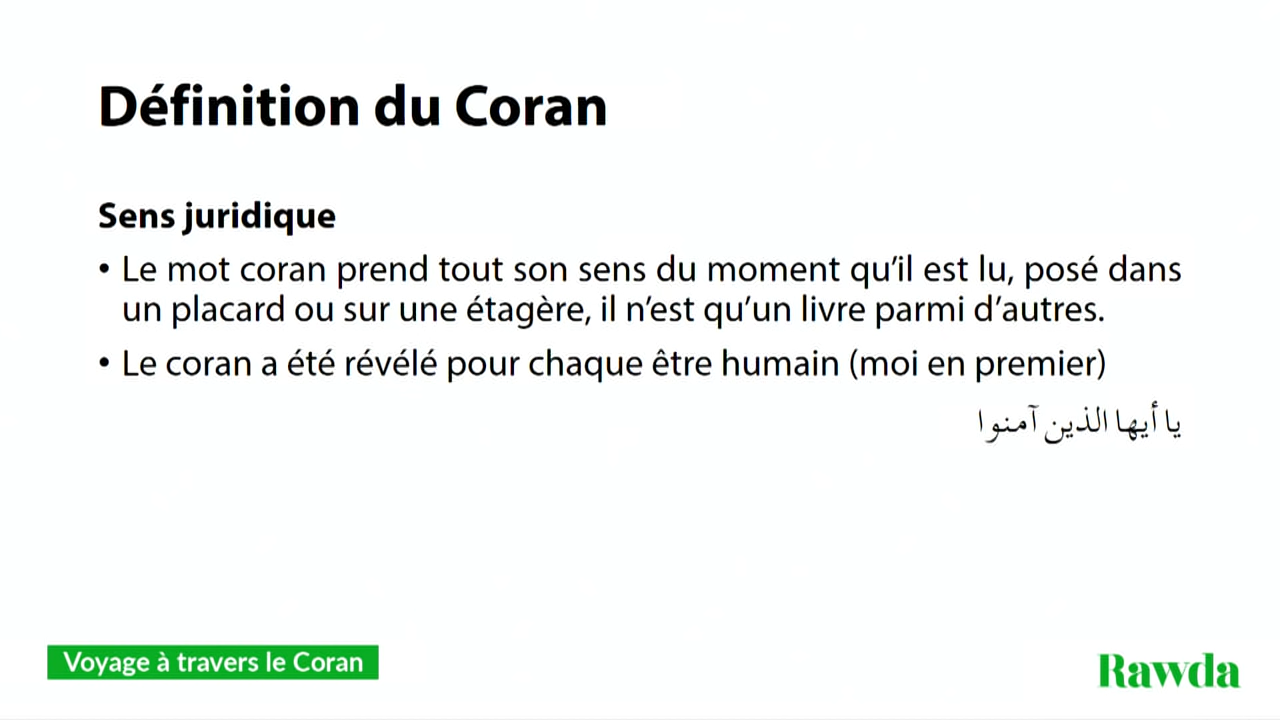 Définition du Coran
Sens juridique
• Le mot coran prend tout son sens du moment qu’il est lu, posé dans
un placard ou sur une étagère, il n’est qu’un livre parmi d’autres.
• Le coran a été révélé pour chaque être humain (moi en premier)
يا أيها الذين آمنوا
Voyage à travers le Coran
Rawda